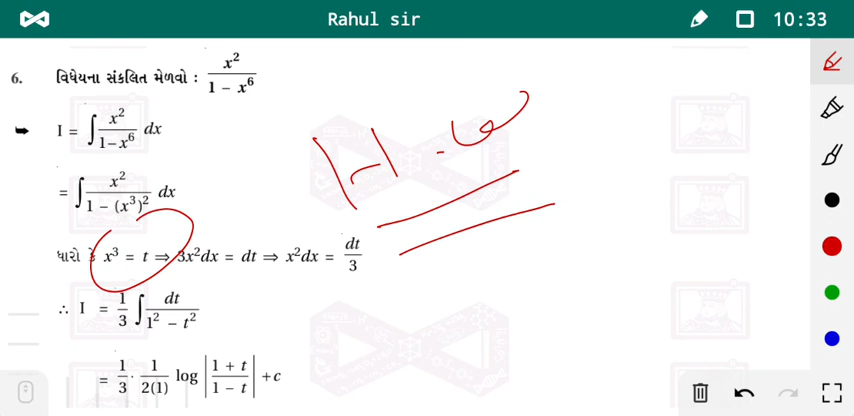 Rahul sir
10:33
6. વિધેયના સંકલિત મેળવો : x² / (1 − x⁶)
➡ I = ∫ x² / (1−x⁶) dx
= ∫ x² / (1 − (x³)²) dx
ધારો કે x³ = t ⇒ 3x²dx = dt ⇒ x²dx = dt/3
∴ I = 1/3 ∫ dt / (1² − t²)
= 1/3 · 1/2(1) log |(1 + t)/(1 − t)| +c
H.W